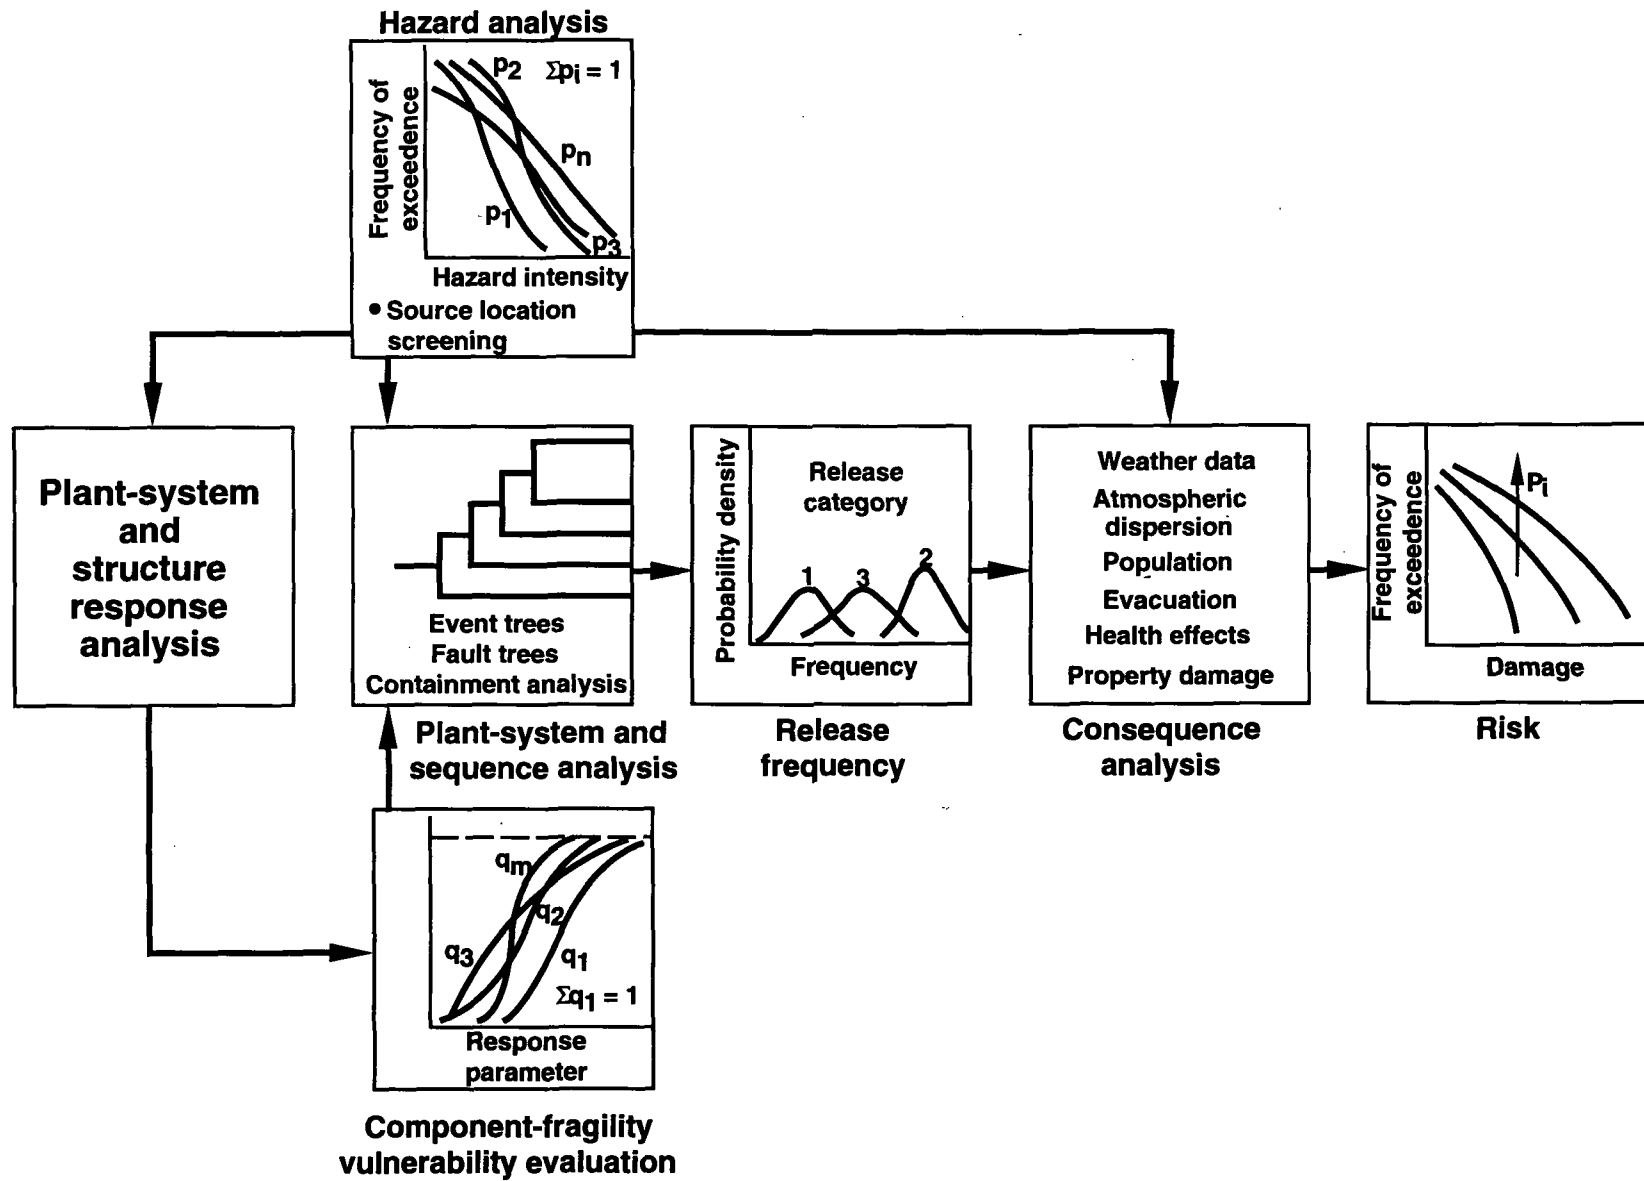 Hazard analysis
Frequency of
exceedence
p2
Σpi = 1
pn
p1
p3
Hazard intensity
• Source location
screening
Plant-system
and
structure
response
analysis
Event trees
Fault trees
Containment analysis
Plant-system and
sequence analysis
Probability density
Release
category
1
3
2
Frequency
Release
frequency
Weather data
Atmospheric
dispersion
Population
Evacuation
Health effects
Property damage
Consequence
analysis
Frequency of
exceedence
Pi
Damage
Risk
qm
q2
q3
q1
Σq1 = 1
Response
parameter
Component-fragility
vulnerability evaluation